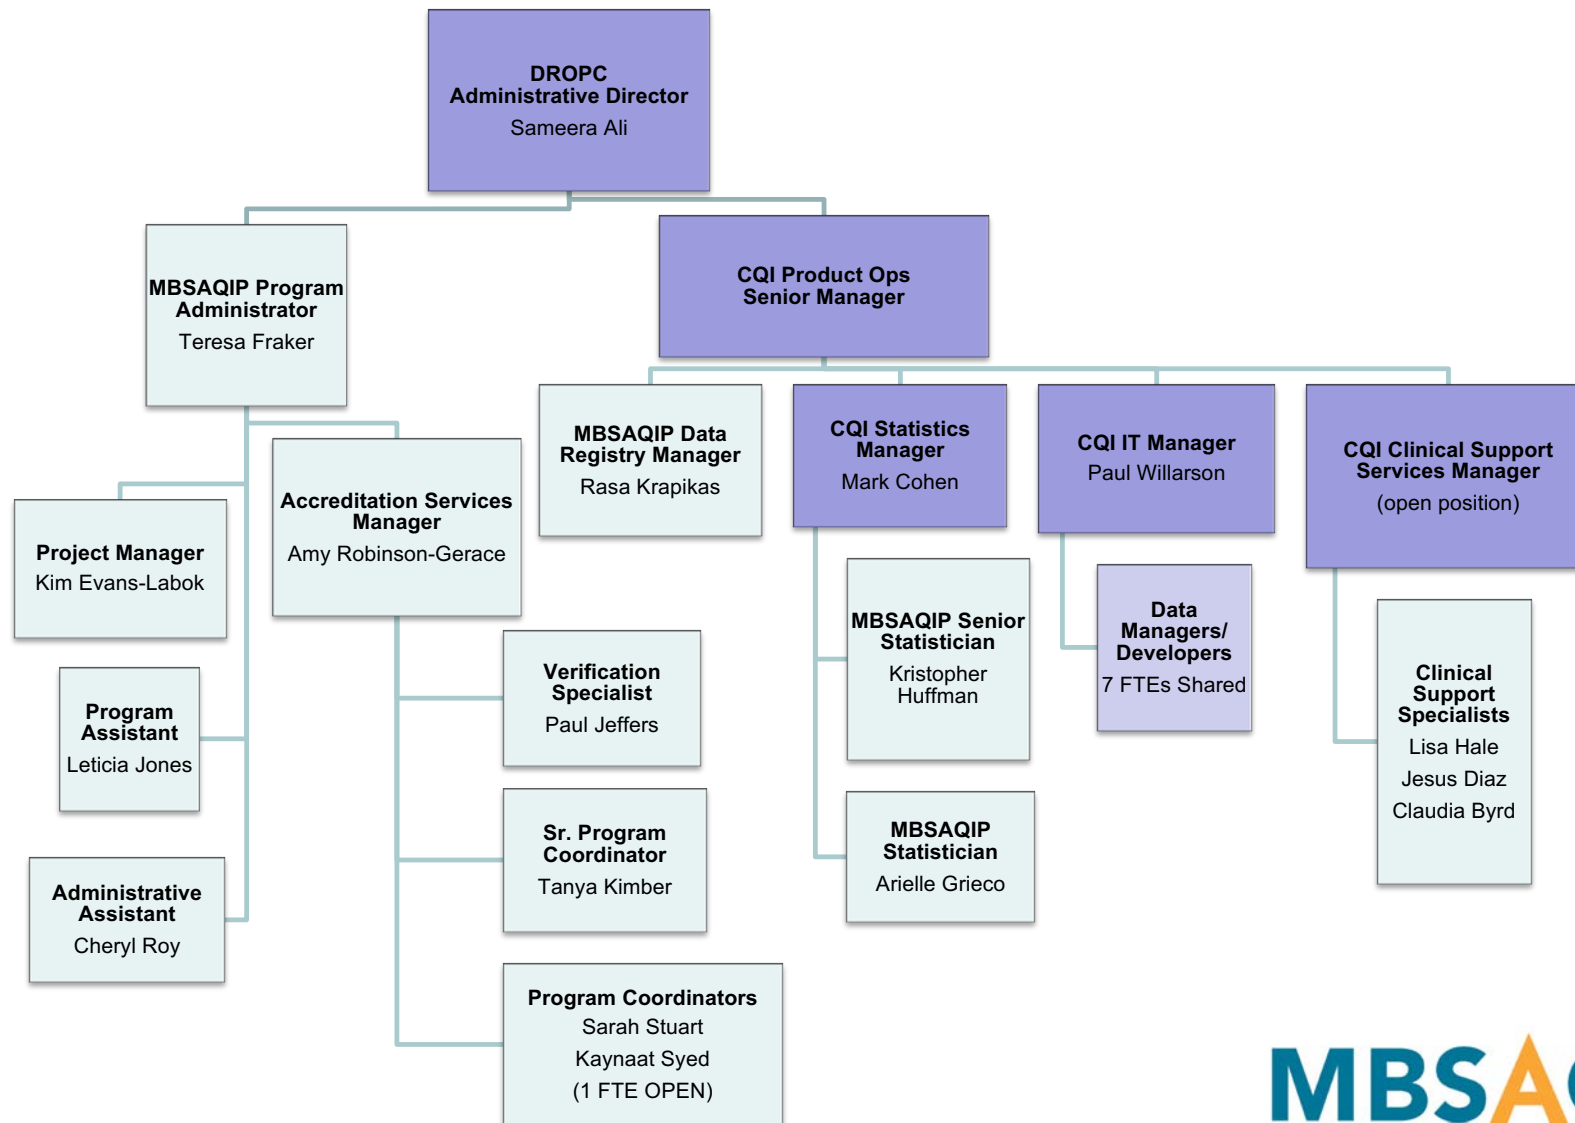 DROPC
Administrative Director
Sameera Ali
MBSAQIP Program
Administrator
Teresa Fraker
CQI Product Ops
Senior Manager
MBSAQIP Data
Registry Manager
Rasa Krapikas
CQI Statistics
Manager
Mark Cohen
CQI IT Manager
Paul Willarson
CQI Clinical Support
Services Manager
(open position)
Project Manager
Kim Evans-Labok
Accreditation Services
Manager
Amy Robinson-Gerace
Program
Assistant
Leticia Jones
Administrative
Assistant
Cheryl Roy
Verification
Specialist
Paul Jeffers
Sr. Program
Coordinator
Tanya Kimber
Program Coordinators
Sarah Stuart
Kaynaat Syed
(1 FTE OPEN)
MBSAQIP Senior
Statistician
Kristopher
Huffman
MBSAQIP
Statistician
Arielle Grieco
Data
Managers/
Developers
7 FTEs Shared
Clinical
Support
Specialists
Lisa Hale
Jesus Diaz
Claudia Byrd
MBSA